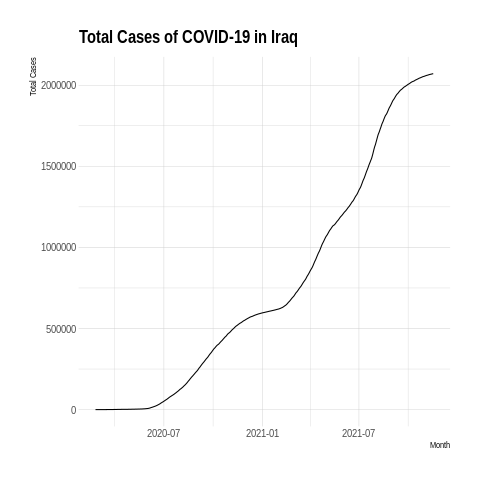 Total Cases of COVID-19 in Iraq
Total Cases
2000000
1500000
1000000
500000
0
2020-07 2021-01 2021-07
Month